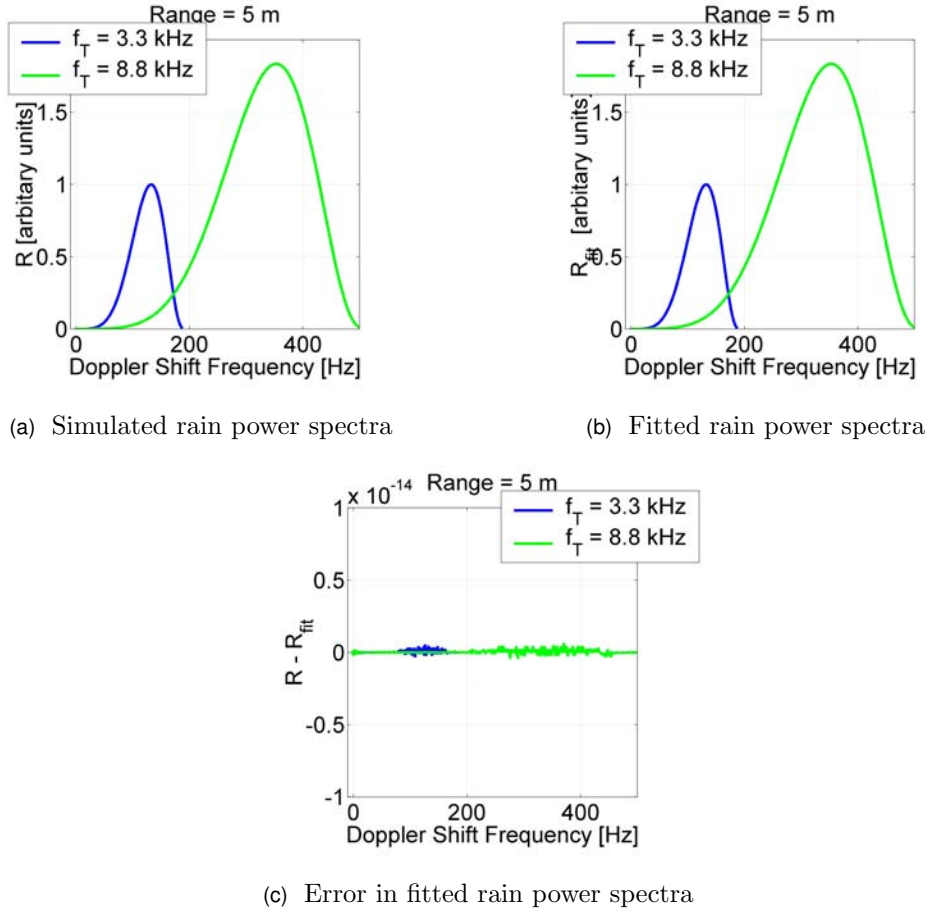 Range = 5 m
f_T = 3.3 kHz
f_T = 8.8 kHz
R [arbitary units]
1.5
1
0.5
0
200
400
Doppler Shift Frequency [Hz]
(a) Simulated rain power spectra
Range = 5 m
f_T = 3.3 kHz
f_T = 8.8 kHz
R_fit [arbitary units]
1.5
1
0.5
0
200
400
Doppler Shift Frequency [Hz]
(b) Fitted rain power spectra
x 10^-14
Range = 5 m
f_T = 3.3 kHz
f_T = 8.8 kHz
R - R_fit
1
0.5
0
-0.5
-1
0
200
400
Doppler Shift Frequency [Hz]
(c) Error in fitted rain power spectra